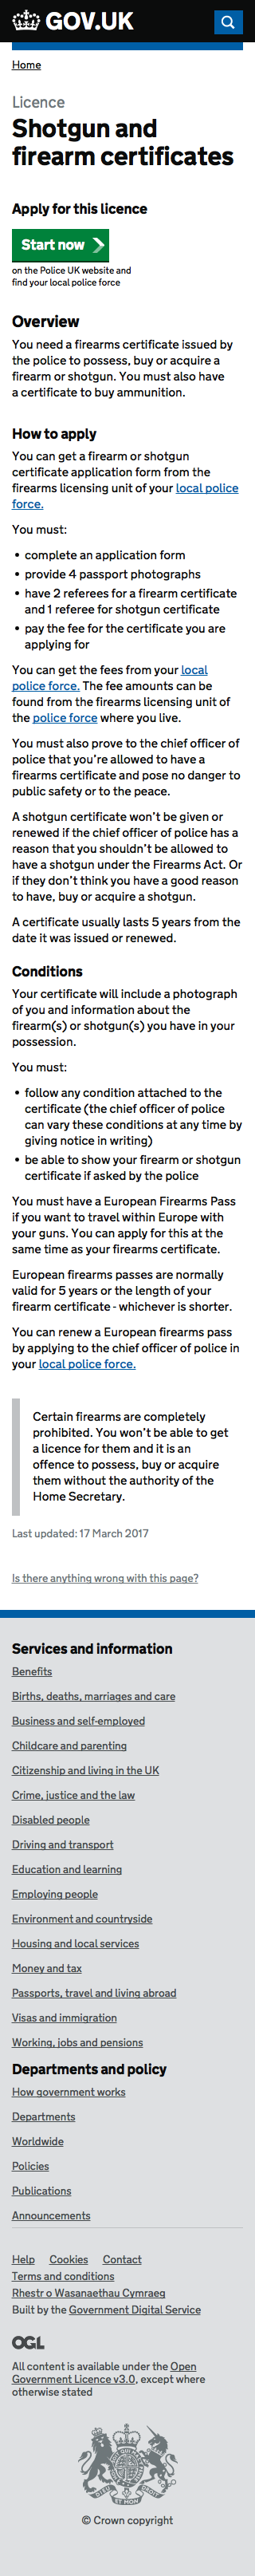 GOV.UK
Home
Licence
Shotgun and
firearm certificates
Apply for this licence
Start now
on the Police UK website and
find your local police force
Overview
You need a firearms certificate issued by
the police to possess, buy or acquire a
firearm or shotgun. You must also have
a certificate to buy ammunition.
How to apply
You can get a firearm or shotgun
certificate application form from the
firearms licensing unit of your local police
force.
You must:
• complete an application form
• provide 4 passport photographs
• have 2 referees for a firearm certificate
and 1 referee for shotgun certificate
• pay the fee for the certificate you are
applying for
You can get the fees from your local
police force. The fee amounts can be
found from the firearms licensing unit of
the police force where you live.
You must also prove to the chief officer of
police that you’re allowed to have a
firearms certificate and pose no danger to
public safety or to the peace.
A shotgun certificate won’t be given or
renewed if the chief officer of police has a
reason that you shouldn’t be allowed to
have a shotgun under the Firearms Act. Or
if they don’t think you have a good reason
to have, buy or acquire a shotgun.
A certificate usually lasts 5 years from the
date it was issued or renewed.
Conditions
Your certificate will include a photograph
of you and information about the
firearm(s) or shotgun(s) you have in your
possession.
You must:
• follow any condition attached to the
certificate (the chief officer of police
can vary these conditions at any time by
giving notice in writing)
• be able to show your firearm or shotgun
certificate if asked by the police
You must have a European Firearms Pass
if you want to travel within Europe with
your guns. You can apply for this at the
same time as your firearms certificate.
European firearms passes are normally
valid for 5 years or the length of your
firearm certificate - whichever is shorter.
You can renew a European firearms pass
by applying to the chief officer of police in
your local police force.
Certain firearms are completely
prohibited. You won’t be able to get
a licence for them and it is an
offence to possess, buy or acquire
them without the authority of the
Home Secretary.
Last updated: 17 March 2017
Is there anything wrong with this page?
Services and information
Benefits
Births, deaths, marriages and care
Business and self-employed
Childcare and parenting
Citizenship and living in the UK
Crime, justice and the law
Disabled people
Driving and transport
Education and learning
Employing people
Environment and countryside
Housing and local services
Money and tax
Passports, travel and living abroad
Visas and immigration
Working, jobs and pensions
Departments and policy
How government works
Departments
Worldwide
Policies
Publications
Announcements
Help Cookies Contact
Terms and conditions
Rhestr o Wasanaethau Cymraeg
Built by the Government Digital Service
OGL
All content is available under the Open
Government Licence v3.0, except where
otherwise stated
© Crown copyright